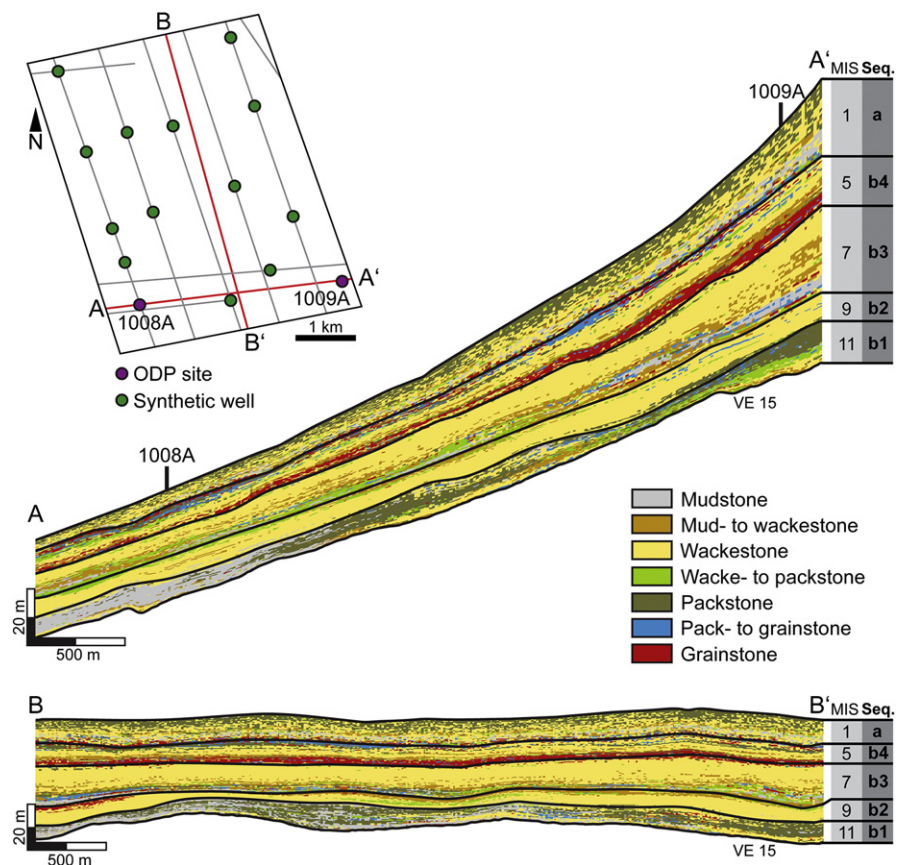 B
N
A
A'
1008A
1009A
B'
1 km
ODP site
Synthetic well
A' MIS Seq.
1009A
1 a
5 b4
7 b3
9 b2
11 b1
VE 15
1008A
A
20 m
500 m
Mudstone
Mud- to wackestone
Wackestone
Wacke- to packstone
Packstone
Pack- to grainstone
Grainstone
B
B' MIS Seq.
1 a
5 b4
7 b3
9 b2
11 b1
20 m
500 m
VE 15